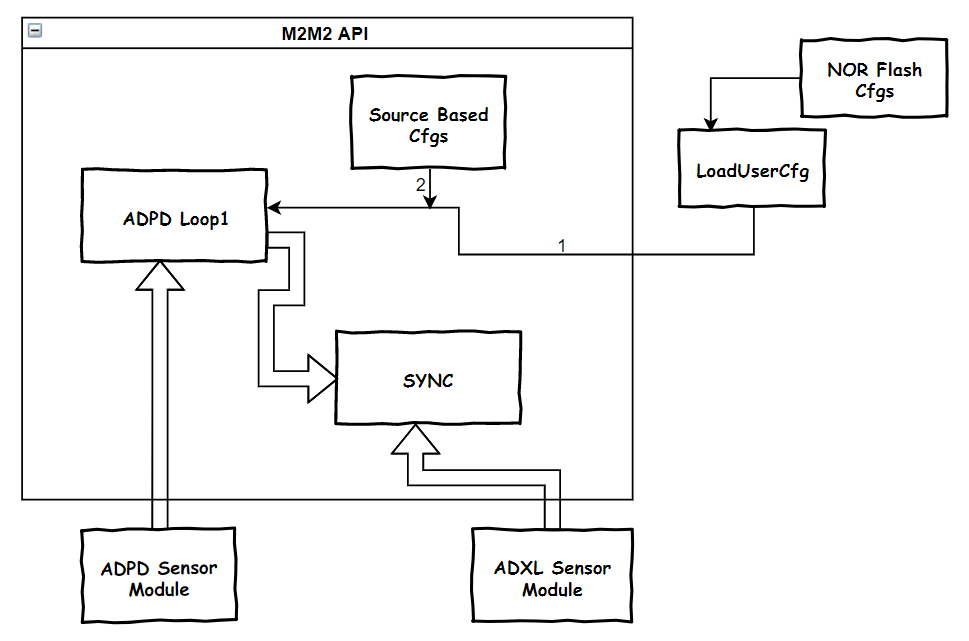 M2M2 API
NOR Flash
Cfgs
Source Based
Cfgs
LoadUserCfg
2
ADPD Loop1
1
SYNC
ADPD Sensor
Module
ADXL Sensor
Module